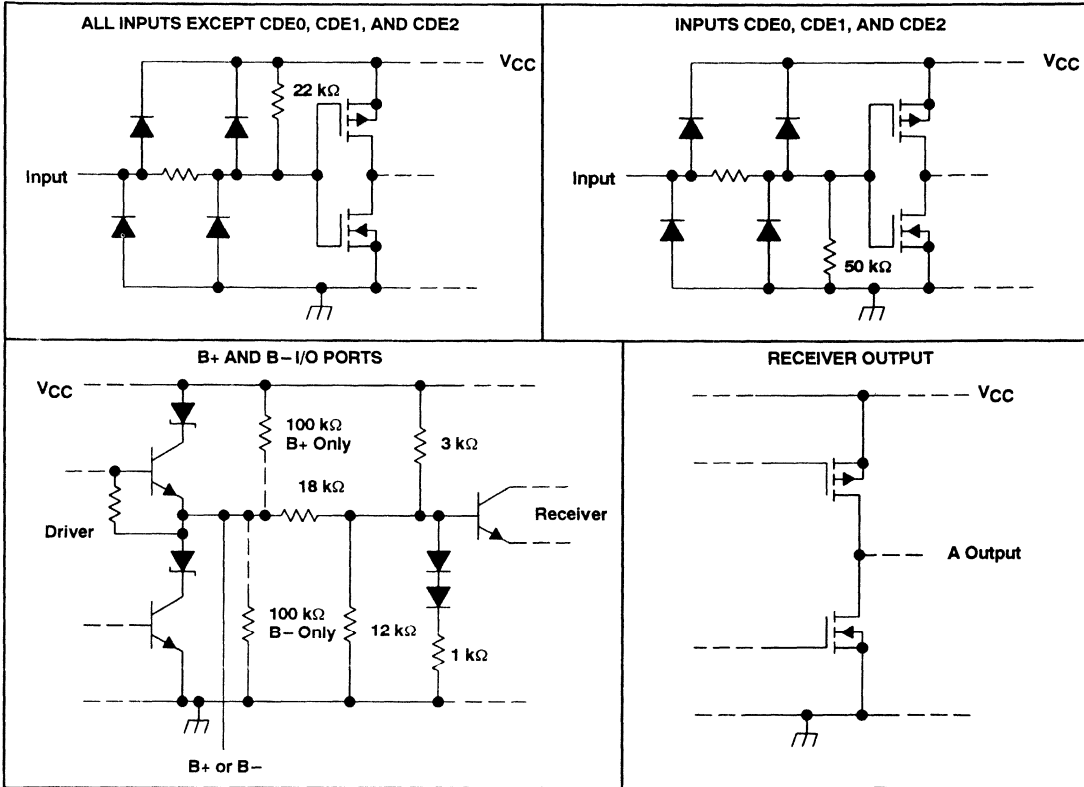 ALL INPUTS EXCEPT CDE0, CDE1, AND CDE2
VCC
22 kΩ
Input
INPUTS CDE0, CDE1, AND CDE2
VCC
Input
50 kΩ
B+ AND B− I/O PORTS
VCC
100 kΩ
B+ Only
3 kΩ
18 kΩ
Driver
Receiver
100 kΩ
B− Only
12 kΩ
1 kΩ
B+ or B−
RECEIVER OUTPUT
VCC
A Output